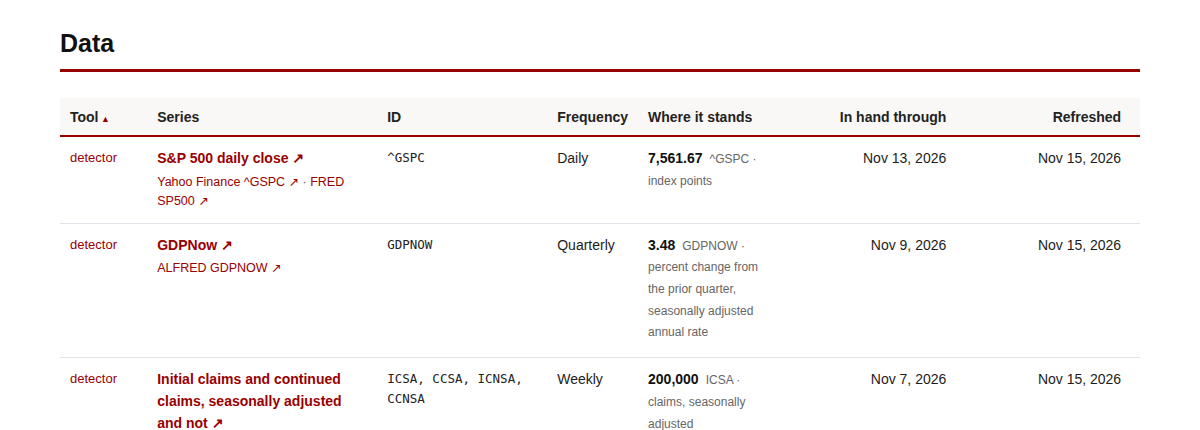 Data
Tool ▲ Series ID Frequency Where it stands In hand through Refreshed
detector S&P 500 daily close ↗ ^GSPC Daily 7,561.67 ^GSPC · Nov 13, 2026 Nov 15, 2026
Yahoo Finance ^GSPC ↗ · FRED index points
SP500 ↗
detector GDPNow ↗ GDPNOW Quarterly 3.48 GDPNOW · Nov 9, 2026 Nov 15, 2026
ALFRED GDPNOW ↗ percent change from
the prior quarter,
seasonally adjusted
annual rate
detector Initial claims and continued ICSA, CCSA, ICNSA, Weekly 200,000 ICSA · Nov 7, 2026 Nov 15, 2026
claims, seasonally adjusted CCNSA claims, seasonally
and not ↗ adjusted